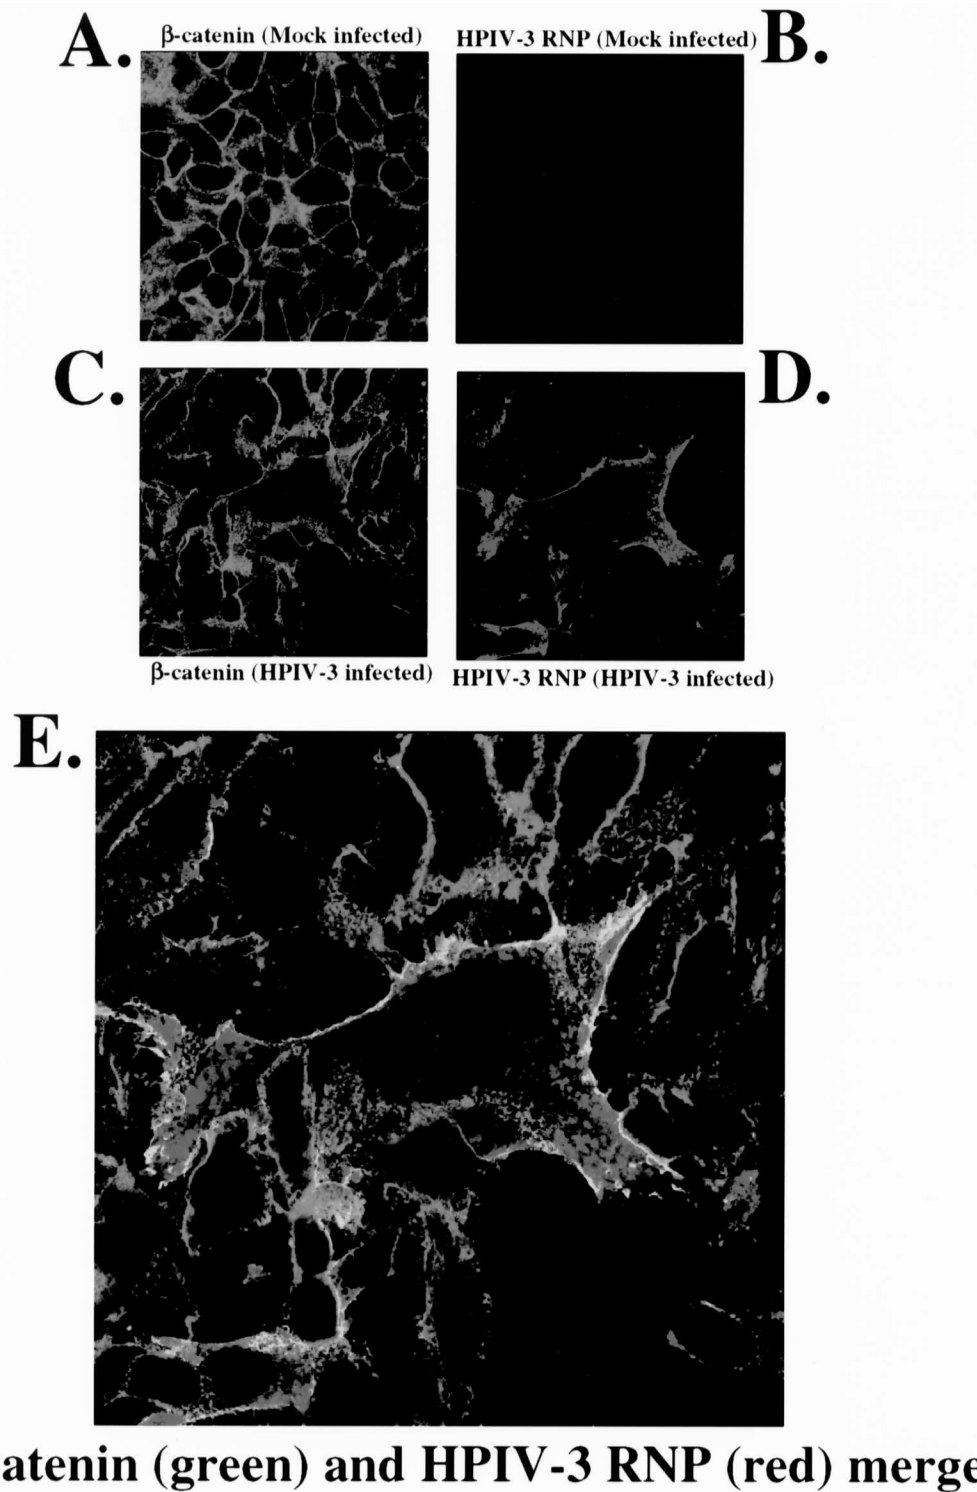 A.
β-catenin (Mock infected)
HPIV-3 RNP (Mock infected)
B.
C.
D.
β-catenin (HPIV-3 infected)
HPIV-3 RNP (HPIV-3 infected)
E.
atenin (green) and HPIV-3 RNP (red) merge